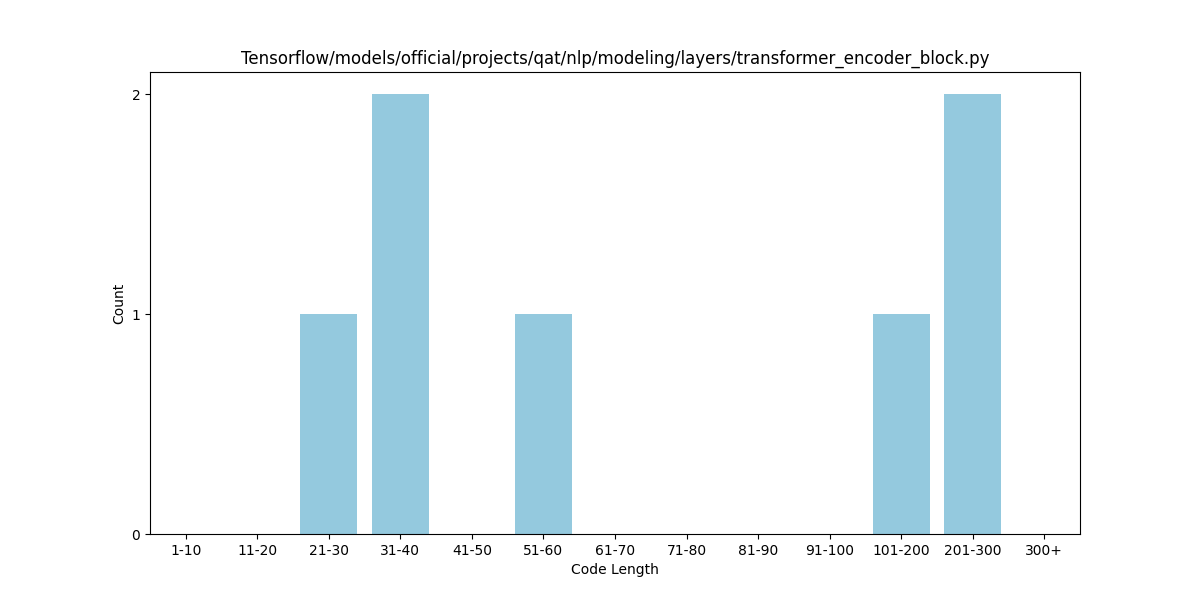 Tensorflow/models/official/projects/qat/nlp/modeling/layers/transformer_encoder_block.py
2
1
0
Count
1-10 11-20 21-30 31-40 41-50 51-60 61-70 71-80 81-90 91-100 101-200 201-300 300+
Code Length